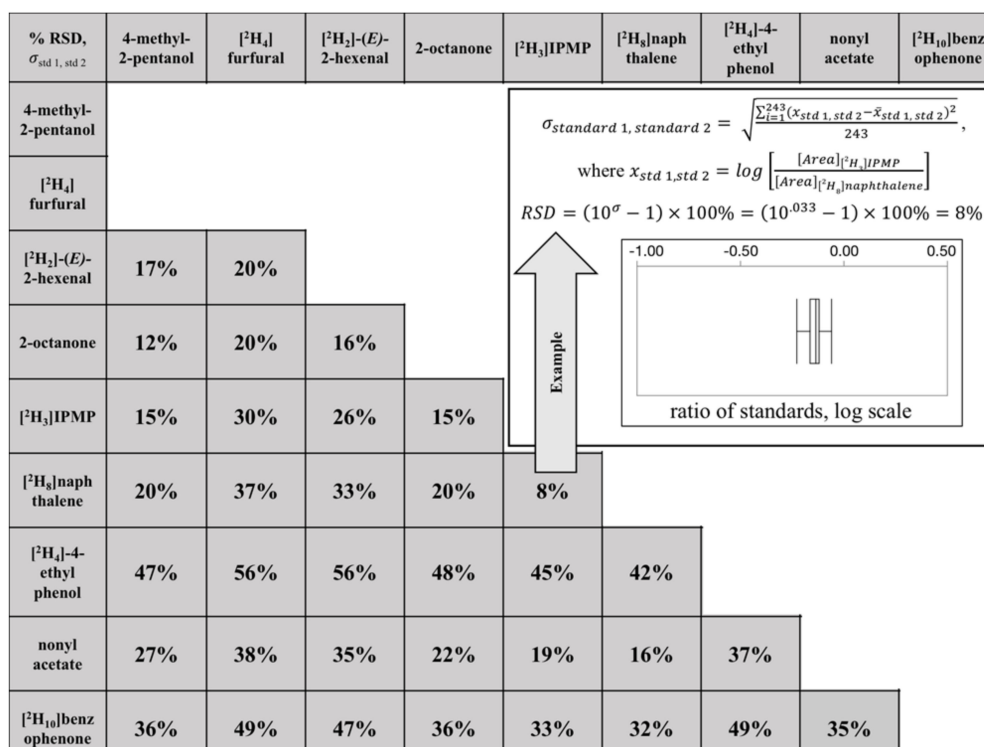 % RSD,
σstd 1, std 2
4-methyl-
2-pentanol
[²H₄]
furfural
[²H₂]-(E)-
2-hexenal
2-octanone
[²H₃]IPMP
[²H₈]naph
thalene
[²H₄]-4-
ethyl
phenol
nonyl
acetate
[²H₁₀]benz
ophenone
4-methyl-
2-pentanol
[²H₄]
furfural
[²H₂]-(E)-
2-hexenal
17% 20%
2-octanone 12% 20% 16%
[²H₃]IPMP 15% 30% 26% 15%
[²H₈]naph
thalene
20% 37% 33% 20% 8%
[²H₄]-4-
ethyl
phenol
47% 56% 56% 48% 45% 42%
nonyl
acetate
27% 38% 35% 22% 19% 16% 37%
[²H₁₀]benz
ophenone
36% 49% 47% 36% 33% 32% 49% 35%
σstandard 1, standard 2 = √(∑²⁴³ᵢ₌₁(xstd 1, std 2−x̄std 1, std 2)²/243),
where xstd 1,std 2 = log[[Area][²H₃]IPMP/[Area][²H₈]naphthalene]
RSD = (10^σ − 1) × 100% = (10^.033 − 1) × 100% = 8%
-1.00 -0.50 0.00 0.50
ratio of standards, log scale
Example